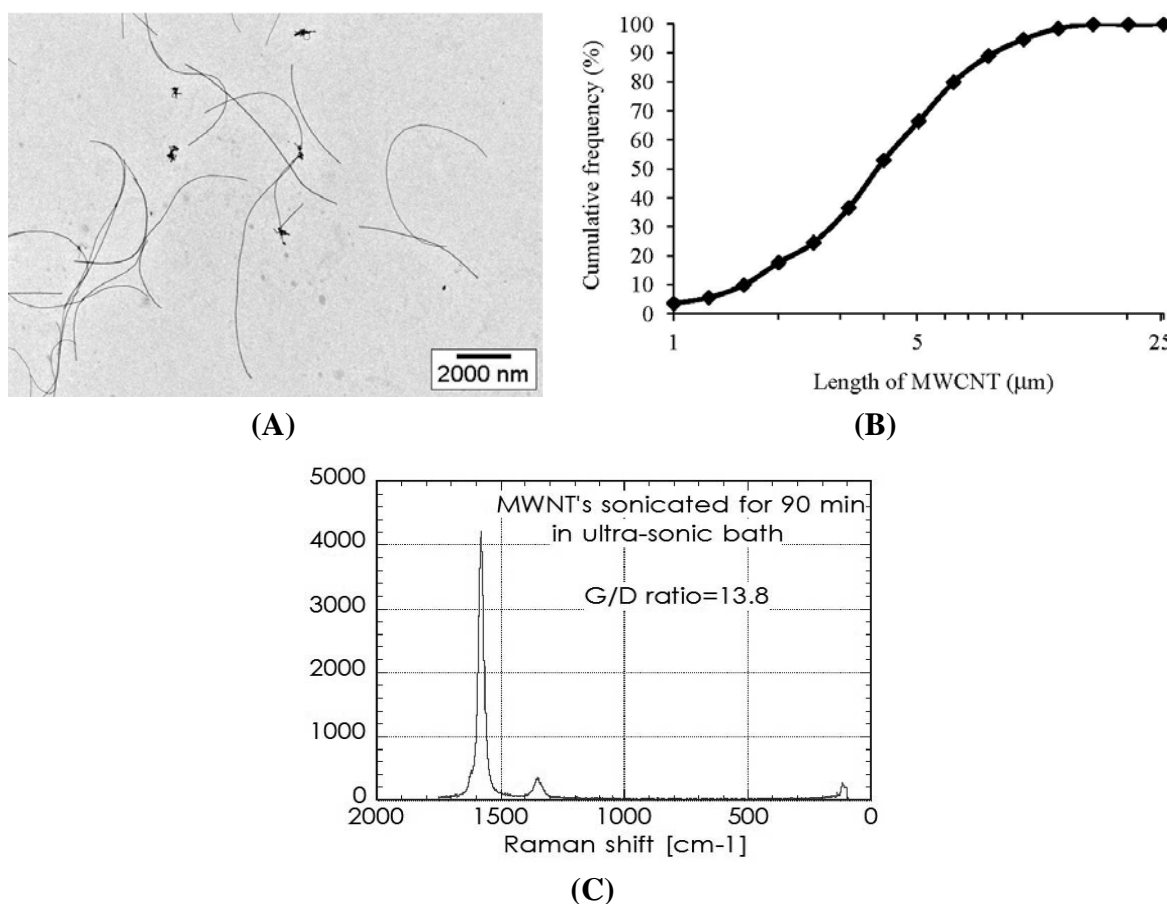 2000 nm
(A)
Cumulative frequency (%)
100
90
80
70
60
50
40
30
20
10
0
1
5
25
Length of MWCNT (μm)
(B)
5000
4000
3000
2000
1000
0
MWNT's sonicated for 90 min
in ultra-sonic bath
G/D ratio=13.8
2000
1500
1000
500
0
Raman shift [cm-1]
(C)